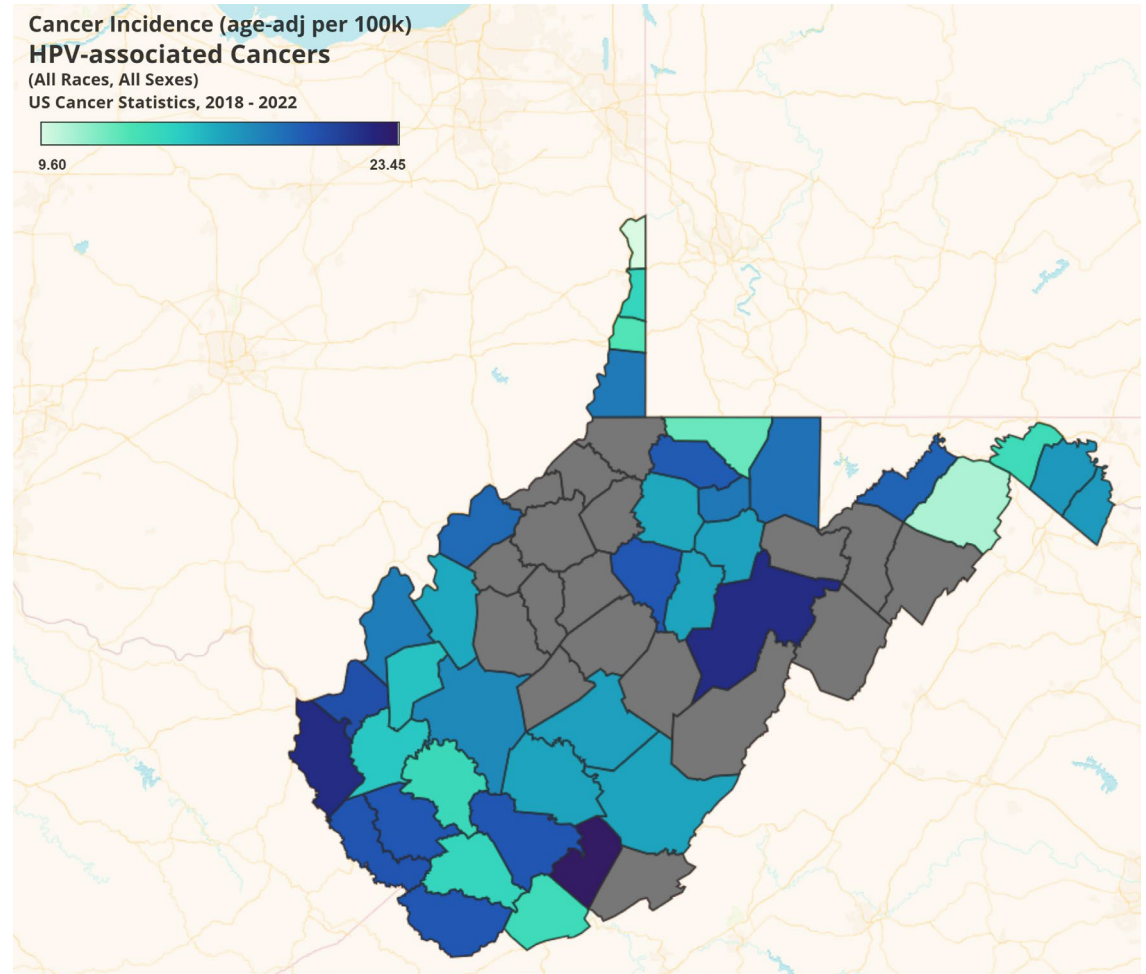 Cancer Incidence (age-adj per 100k)
HPV-associated Cancers
(All Races, All Sexes)
US Cancer Statistics, 2018 - 2022
9.60 23.45